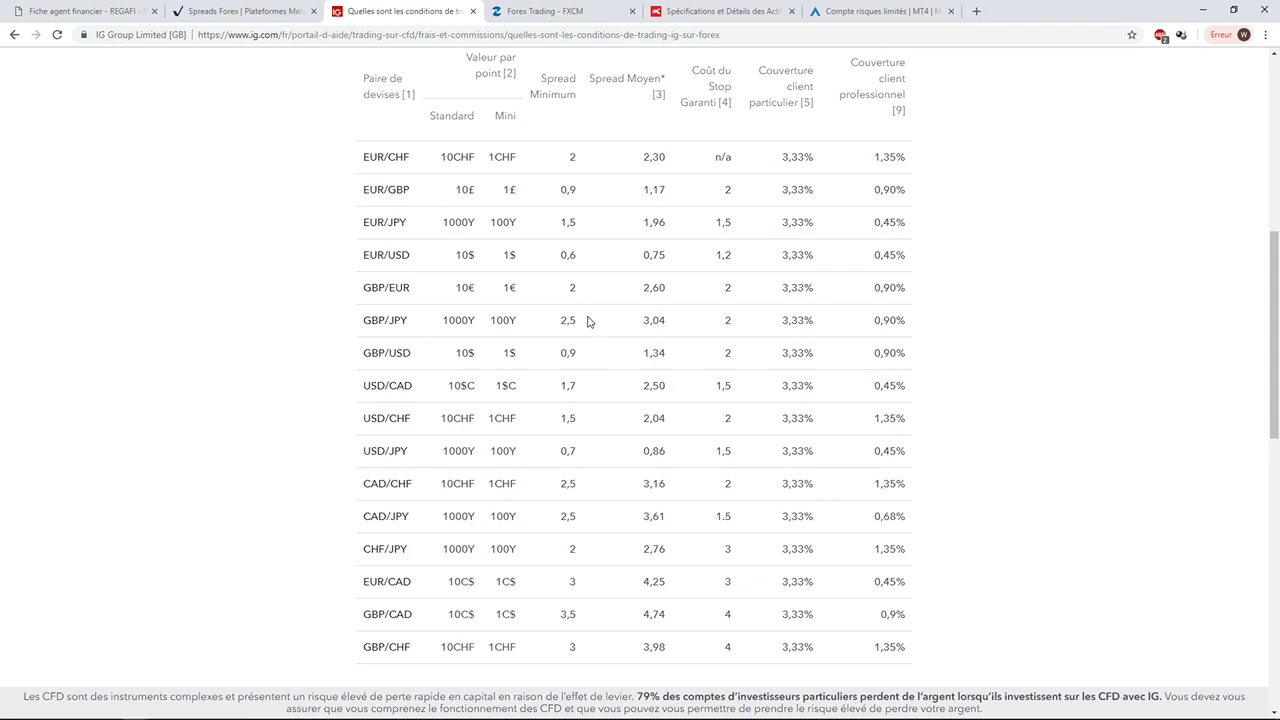 Fiche agent financier - REGAFI -
Spreads Forex | Plateformes Met
Quelles sont les conditions de tr
Forex Trading - FXCM
Spécifications et Détails des Act
Compte risques limités | MT4 | M
IG Group Limited [GB] https://www.ig.com/fr/portail-d-aide/trading-sur-cfd/frais-et-commissions/quelles-sont-les-conditions-de-trading-ig-sur-forex
2 Erreur W
Paire de devises [1] Valeur par point [2] Spread Minimum Spread Moyen* [3] Coût du Stop Garanti [4] Couverture client particulier [5] Couverture client professionnel [9]
Standard Mini
EUR/CHF 10CHF 1CHF 2 2,30 n/a 3,33% 1,35%
EUR/GBP 10£ 1£ 0,9 1,17 2 3,33% 0,90%
EUR/JPY 1000Y 100Y 1,5 1,96 1,5 3,33% 0,45%
EUR/USD 10$ 1$ 0,6 0,75 1,2 3,33% 0,45%
GBP/EUR 10€ 1€ 2 2,60 2 3,33% 0,90%
GBP/JPY 1000Y 100Y 2,5 3,04 2 3,33% 0,90%
GBP/USD 10$ 1$ 0,9 1,34 2 3,33% 0,90%
USD/CAD 10$C 1$C 1,7 2,50 1,5 3,33% 0,45%
USD/CHF 10CHF 1CHF 1,5 2,04 2 3,33% 1,35%
USD/JPY 1000Y 100Y 0,7 0,86 1,5 3,33% 0,45%
CAD/CHF 10CHF 1CHF 2,5 3,16 2 3,33% 1,35%
CAD/JPY 1000Y 100Y 2,5 3,61 1.5 3,33% 0,68%
CHF/JPY 1000Y 100Y 2 2,76 3 3,33% 1,35%
EUR/CAD 10C$ 1C$ 3 4,25 3 3,33% 0,45%
GBP/CAD 10C$ 1C$ 3,5 4,74 4 3,33% 0,9%
GBP/CHF 10CHF 1CHF 3 3,98 4 3,33% 1,35%
Les CFD sont des instruments complexes et présentent un risque élevé de perte rapide en capital en raison de l'effet de levier. 79% des comptes d'investisseurs particuliers perdent de l'argent lorsqu'ils investissent sur les CFD avec IG. Vous devez vous
assurer que vous comprenez le fonctionnement des CFD et que vous pouvez vous permettre de prendre le risque élevé de perdre votre argent.